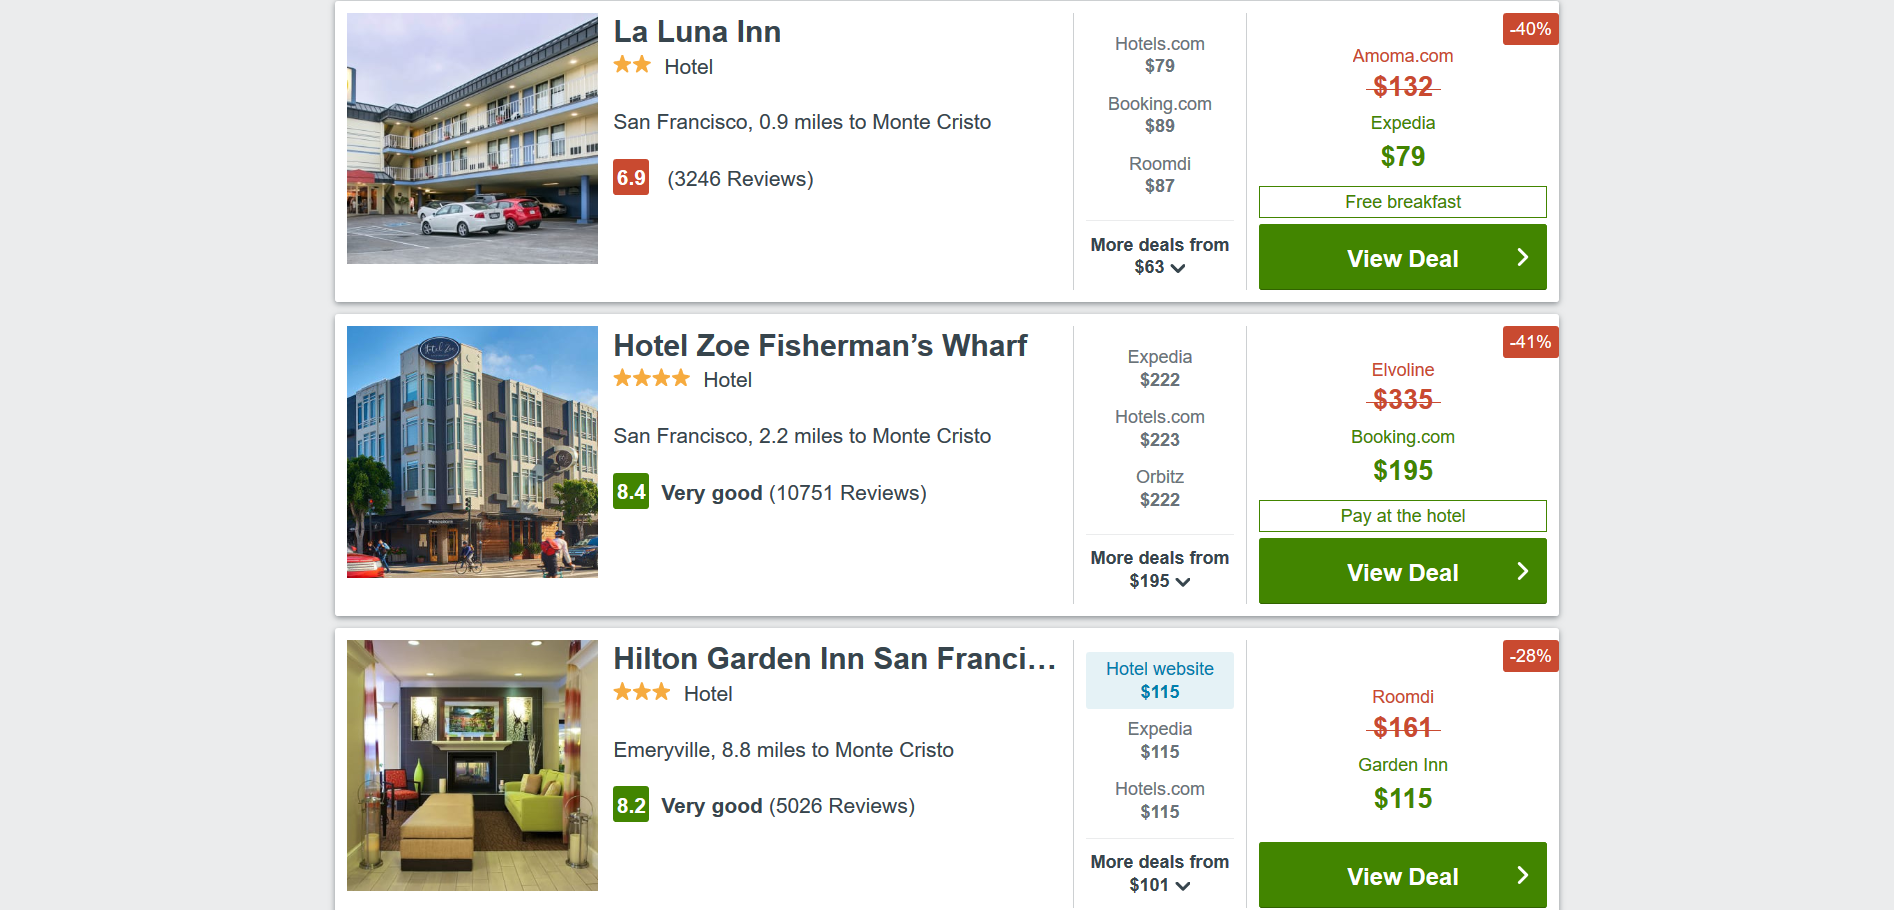 La Luna Inn
Hotel
San Francisco, 0.9 miles to Monte Cristo
6.9 (3246 Reviews)
Hotels.com
$79
Booking.com
$89
Roomdi
$87
More deals from
$63
-40%
Amoma.com
$132
Expedia
$79
Free breakfast
View Deal
Hotel Zoe Fisherman’s Wharf
Hotel
San Francisco, 2.2 miles to Monte Cristo
8.4 Very good (10751 Reviews)
Expedia
$222
Hotels.com
$223
Orbitz
$222
More deals from
$195
-41%
Elvoline
$335
Booking.com
$195
Pay at the hotel
View Deal
Hilton Garden Inn San Franci...
Hotel
Emeryville, 8.8 miles to Monte Cristo
8.2 Very good (5026 Reviews)
Hotel website
$115
Expedia
$115
Hotels.com
$115
More deals from
$101
-28%
Roomdi
$161
Garden Inn
$115
View Deal